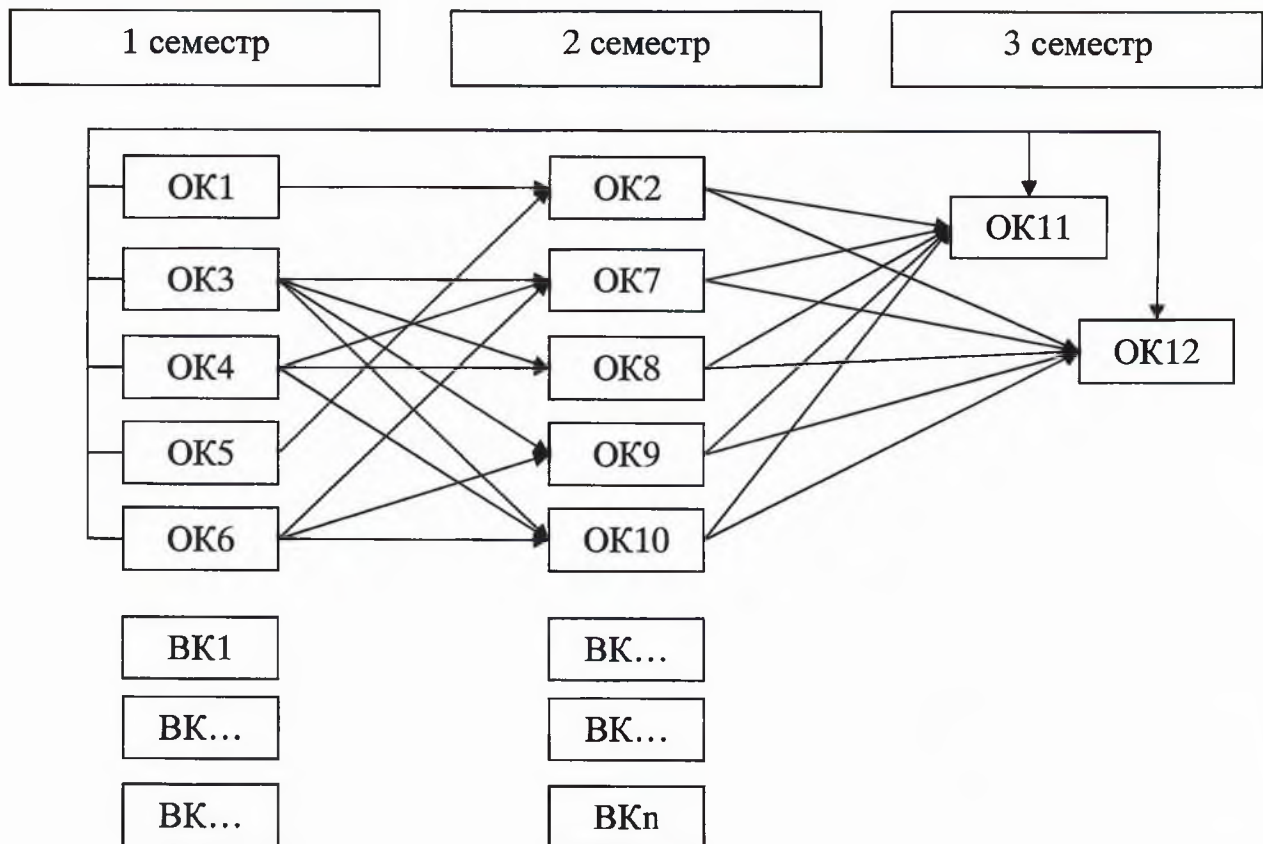 1 семестр
2 семестр
3 семестр
ОК1
ОК2
ОК11
ОК3
ОК7
ОК4
ОК8
ОК12
ОК5
ОК9
ОК6
ОК10
ВК1
ВК...
ВК...
ВК...
ВК...
ВКn